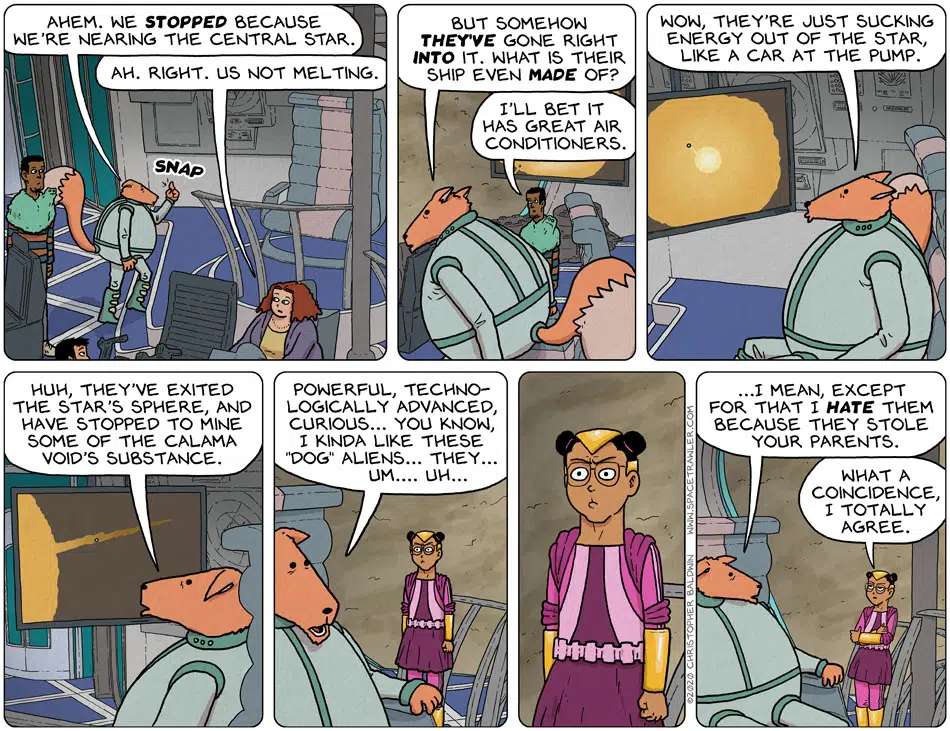 AHEM. WE STOPPED BECAUSE
WE'RE NEARING THE CENTRAL STAR.
AH. RIGHT. US NOT MELTING.
SNAP
BUT SOMEHOW
THEY'VE GONE RIGHT
INTO IT. WHAT IS THEIR
SHIP EVEN MADE OF?
I'LL BET IT
HAS GREAT AIR
CONDITIONERS.
WOW, THEY'RE JUST SUCKING
ENERGY OUT OF THE STAR,
LIKE A CAR AT THE PUMP.
HUH, THEY'VE EXITED
THE STAR'S SPHERE, AND
HAVE STOPPED TO MINE
SOME OF THE CALAMA
VOID'S SUBSTANCE.
POWERFUL, TECHNO-
LOGICALLY ADVANCED,
CURIOUS... YOU KNOW,
I KINDA LIKE THESE
"DOG" ALIENS... THEY...
UM.... UH...
©2020 CHRISTOPHER BALDWIN WWW.SPACETRAWLER.COM
...I MEAN, EXCEPT
FOR THAT I HATE THEM
BECAUSE THEY STOLE
YOUR PARENTS.
WHAT A
COINCIDENCE,
I TOTALLY
AGREE.